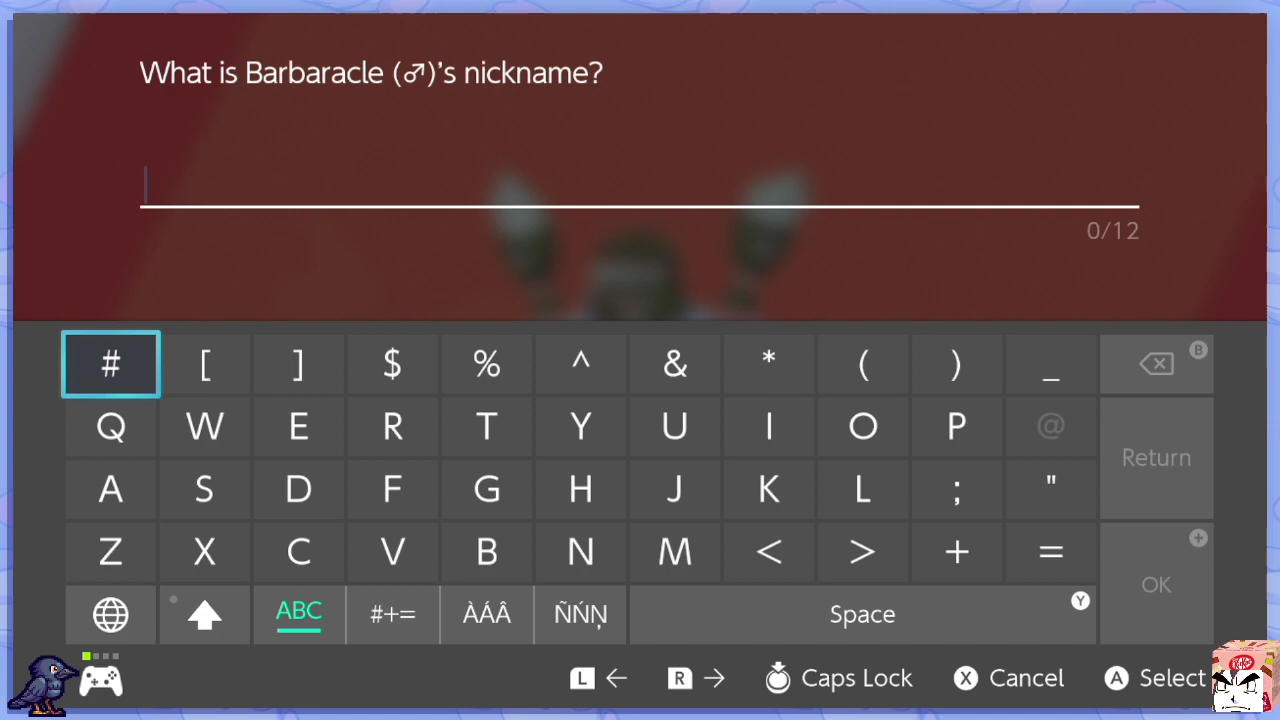 What is Barbaracle (♂)'s nickname?
0/12
# [ ] $ % ^ & * ( ) _ B
Q W E R T Y U I O P @
Return
A S D F G H J K L ; "
Z X C V B N M < > + = +
OK
ABC #+= ÀÁÂ ÑŃŅ Space Y
L ← R → Caps Lock X Cancel A Select